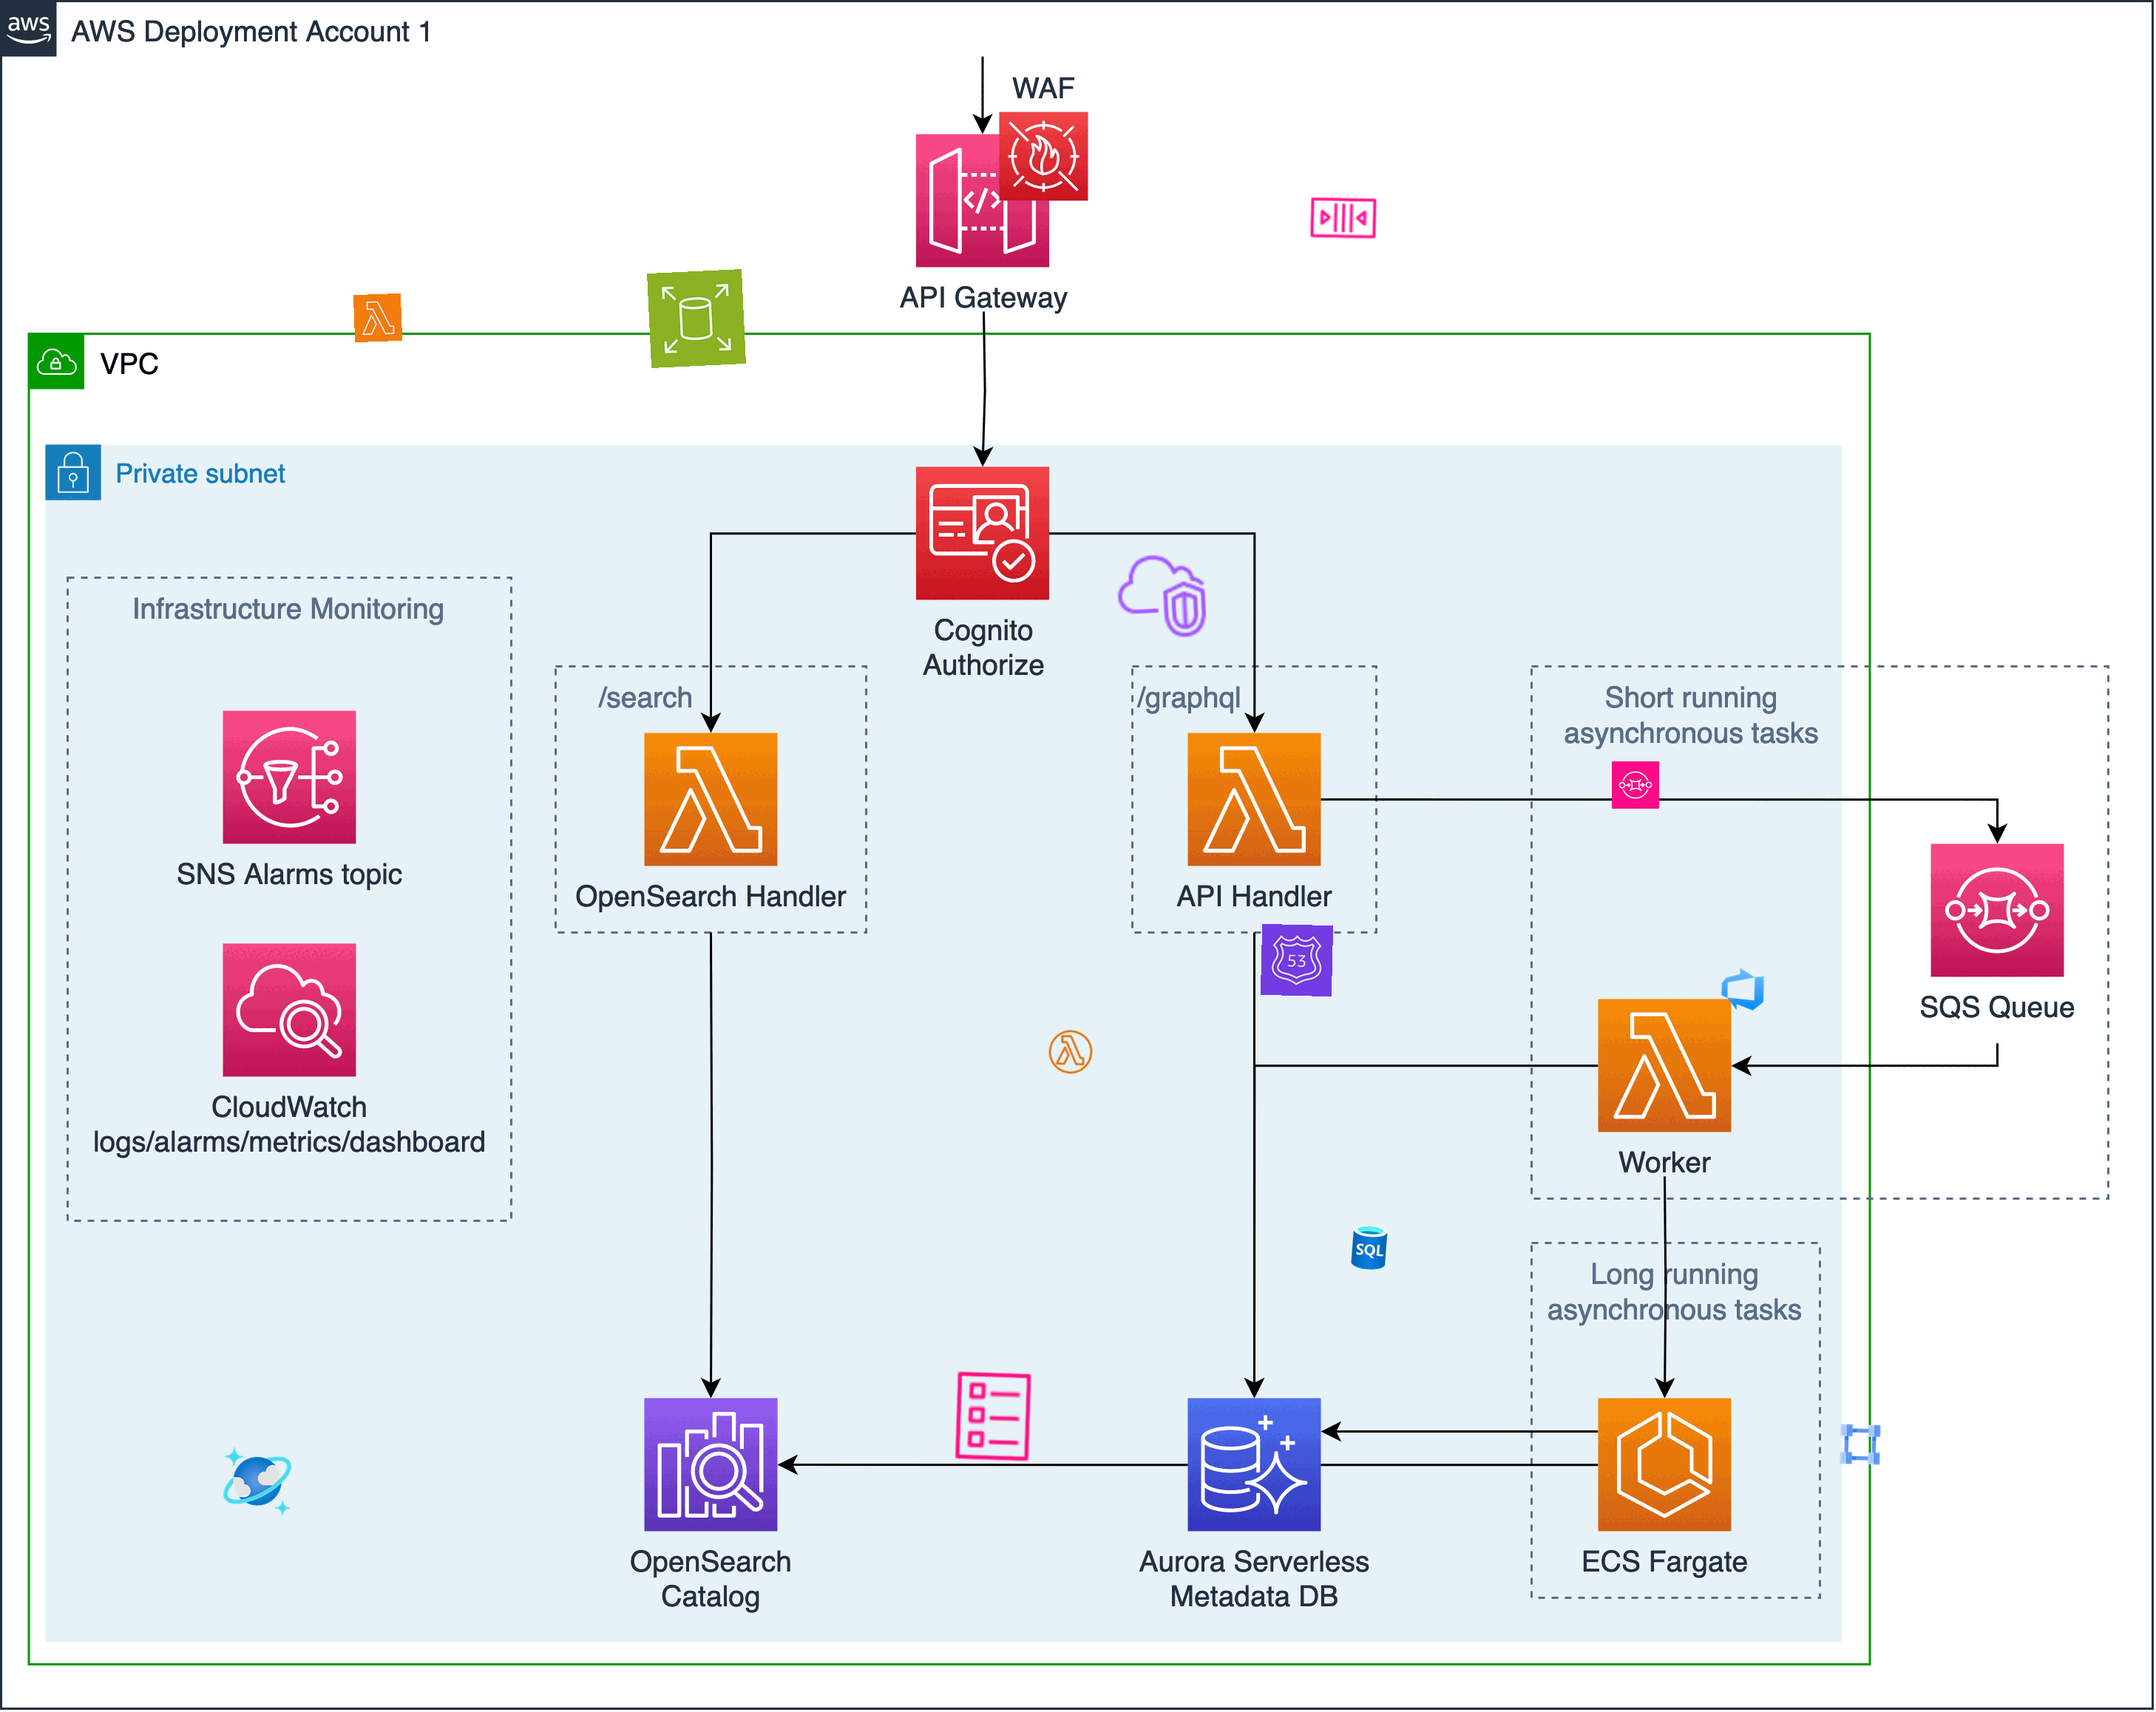 aws
AWS Deployment Account 1
WAF
</>
API Gateway
VPC
Private subnet
Cognito
Authorize
Infrastructure Monitoring
/search
/graphql
Short running
asynchronous tasks
SNS Alarms topic
OpenSearch Handler
API Handler
53
SQS Queue
CloudWatch
logs/alarms/metrics/dashboard
Worker
SQL
Long running
asynchronous tasks
OpenSearch
Catalog
Aurora Serverless
Metadata DB
ECS Fargate